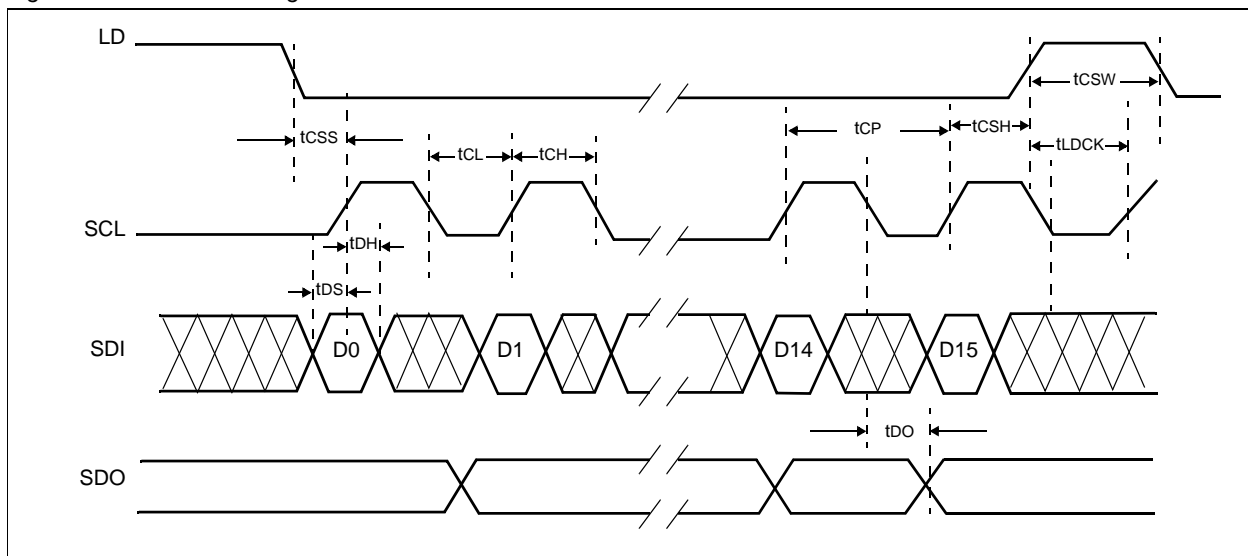 LD
tCSW
tCSS
tCP
tCSH
tCL
tCH
tLDCK
SCL
tDH
tDS
SDI
D0
D1
D14
D15
tDO
SDO